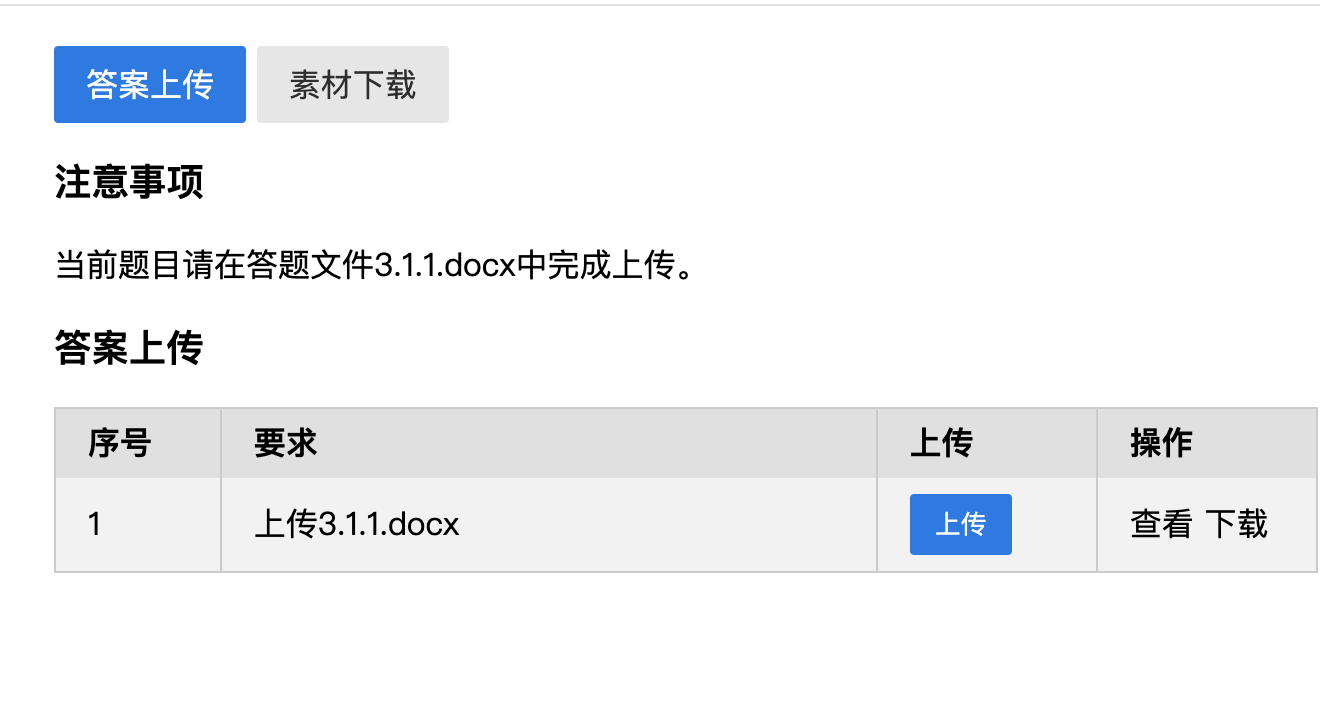 答案上传 素材下载
注意事项
当前题目请在答题文件3.1.1.docx中完成上传。
答案上传
序号 要求 上传 操作
1 上传3.1.1.docx 上传 查看 下载